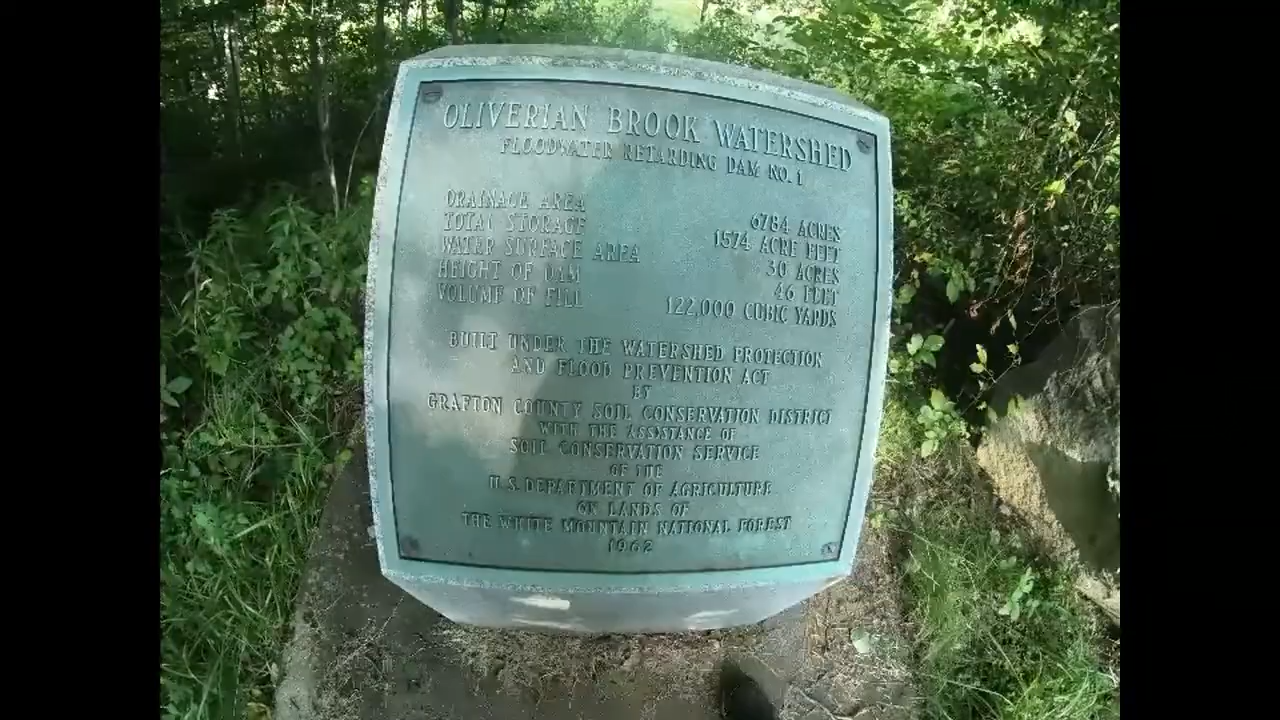 OLIVERIAN BROOK WATERSHED
FLOODWATER RETARDING DAM NO. 1
DRAINAGE AREA 6784 ACRES
TOTAL STORAGE 1574 ACRE FEET
WATER SURFACE AREA 30 ACRES
HEIGHT OF DAM 46 FEET
VOLUME OF FILL 122,000 CUBIC YARDS
BUILT UNDER THE WATERSHED PROTECTION
AND FLOOD PREVENTION ACT
BY
GRAFTON COUNTY SOIL CONSERVATION DISTRICT
WITH THE ASSISTANCE OF
SOIL CONSERVATION SERVICE
OF THE
U.S. DEPARTMENT OF AGRICULTURE
ON LANDS OF
THE WHITE MOUNTAIN NATIONAL FOREST
1962